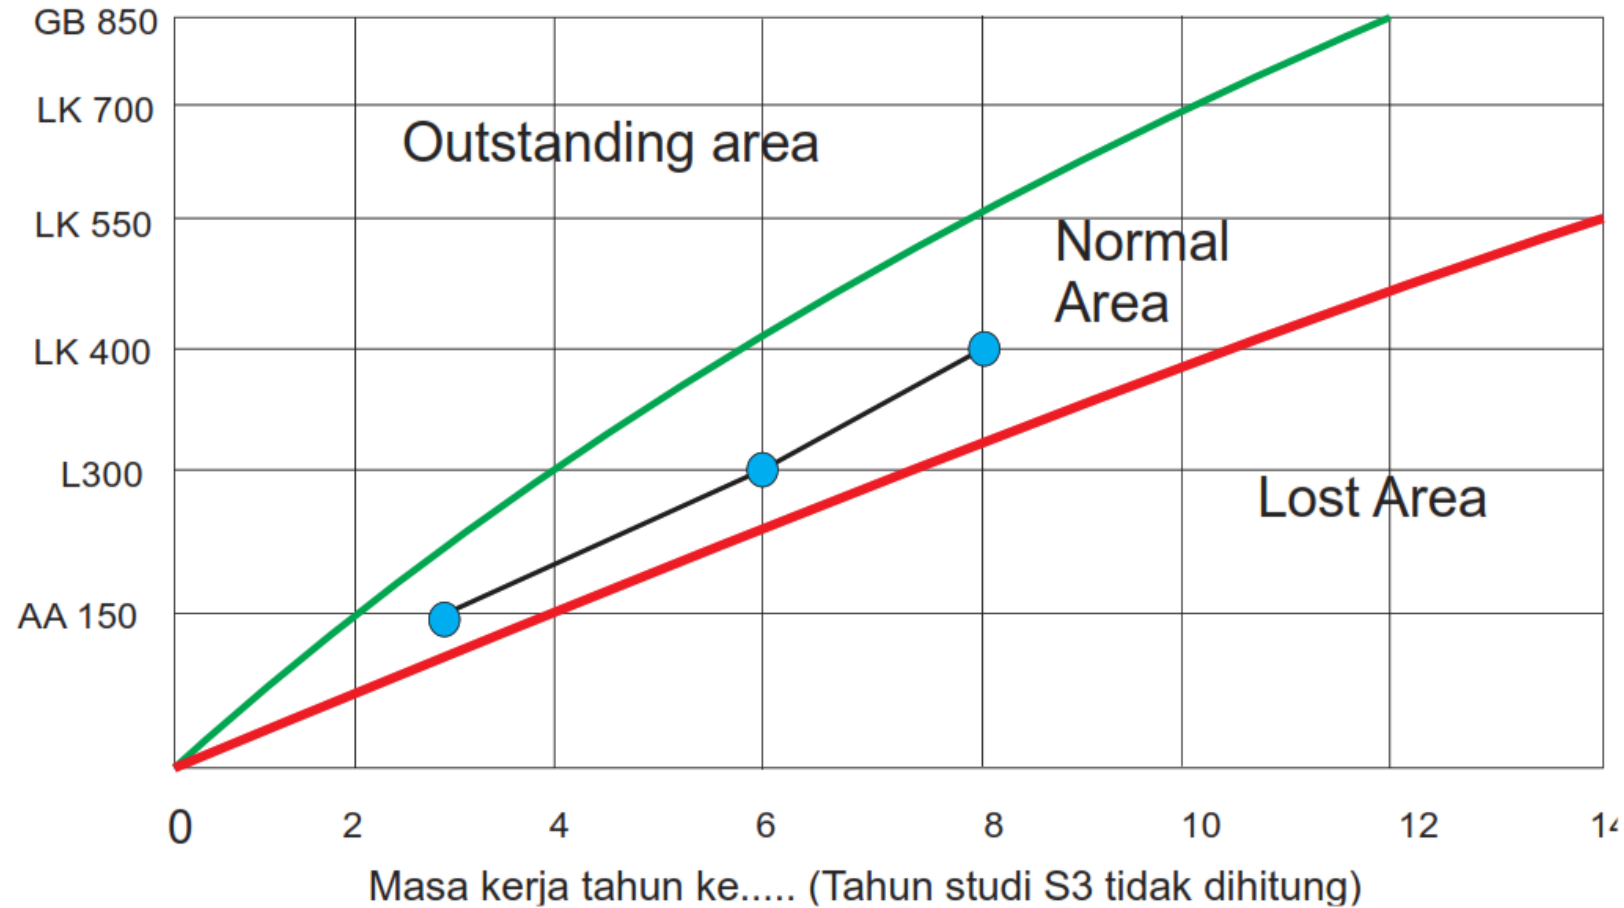 GB 850
LK 700
Outstanding area
LK 550
Normal
Area
LK 400
L300
Lost Area
AA 150
0 2 4 6 8 10 12 14
Masa kerja tahun ke..... (Tahun studi S3 tidak dihitung)